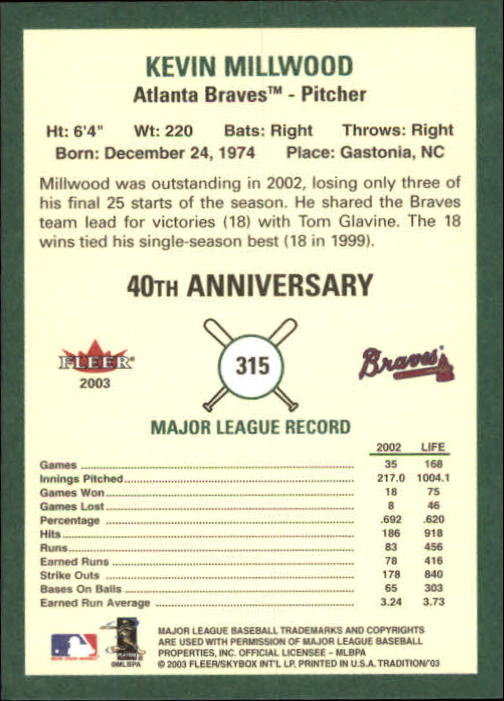 KEVIN MILLWOOD
Atlanta Braves™ - Pitcher
Ht: 6'4" Wt: 220 Bats: Right Throws: Right
Born: December 24, 1974 Place: Gastonia, NC
Millwood was outstanding in 2002, losing only three of
his final 25 starts of the season. He shared the Braves
team lead for victories (18) with Tom Glavine. The 18
wins tied his single-season best (18 in 1999).
40TH ANNIVERSARY
FLEER
2003
315
Braves
MAJOR LEAGUE RECORD
2002 LIFE
Games 35 168
Innings Pitched 217.0 1004.1
Games Won 18 75
Games Lost 8 46
Percentage .692 .620
Hits 186 918
Runs 83 456
Earned Runs 78 416
Strike Outs 178 840
Bases On Balls 65 303
Earned Run Average 3.24 3.73
©MLBPA
MAJOR LEAGUE BASEBALL TRADEMARKS AND COPYRIGHTS
ARE USED WITH PERMISSION OF MAJOR LEAGUE BASEBALL
PROPERTIES, INC. OFFICIAL LICENSEE - MLBPA
© 2003 FLEER/SKYBOX INT'L LP, PRINTED IN U.S.A. TRADITION/'03